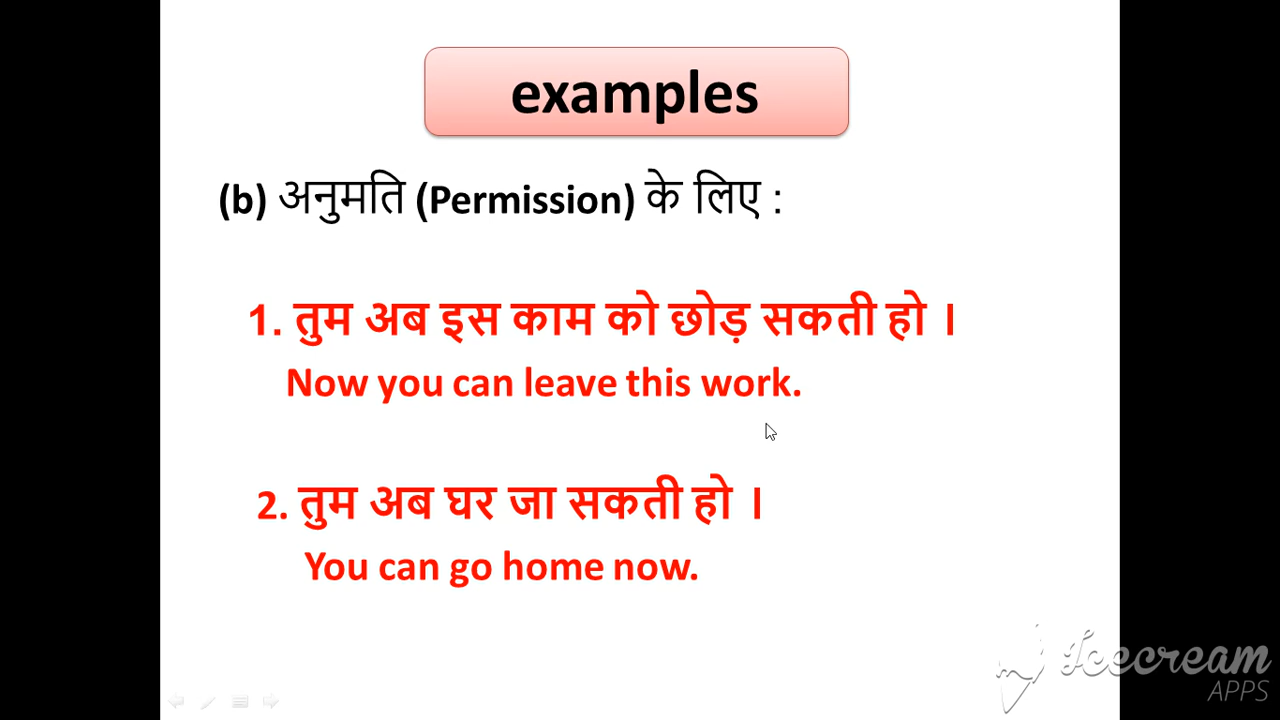 examples
(b) अनुमति (Permission) के लिए :
1. तुम अब इस काम को छोड़ सकती हो ।
Now you can leave this work.
2. तुम अब घर जा सकती हो ।
You can go home now.
Icecream
APPS